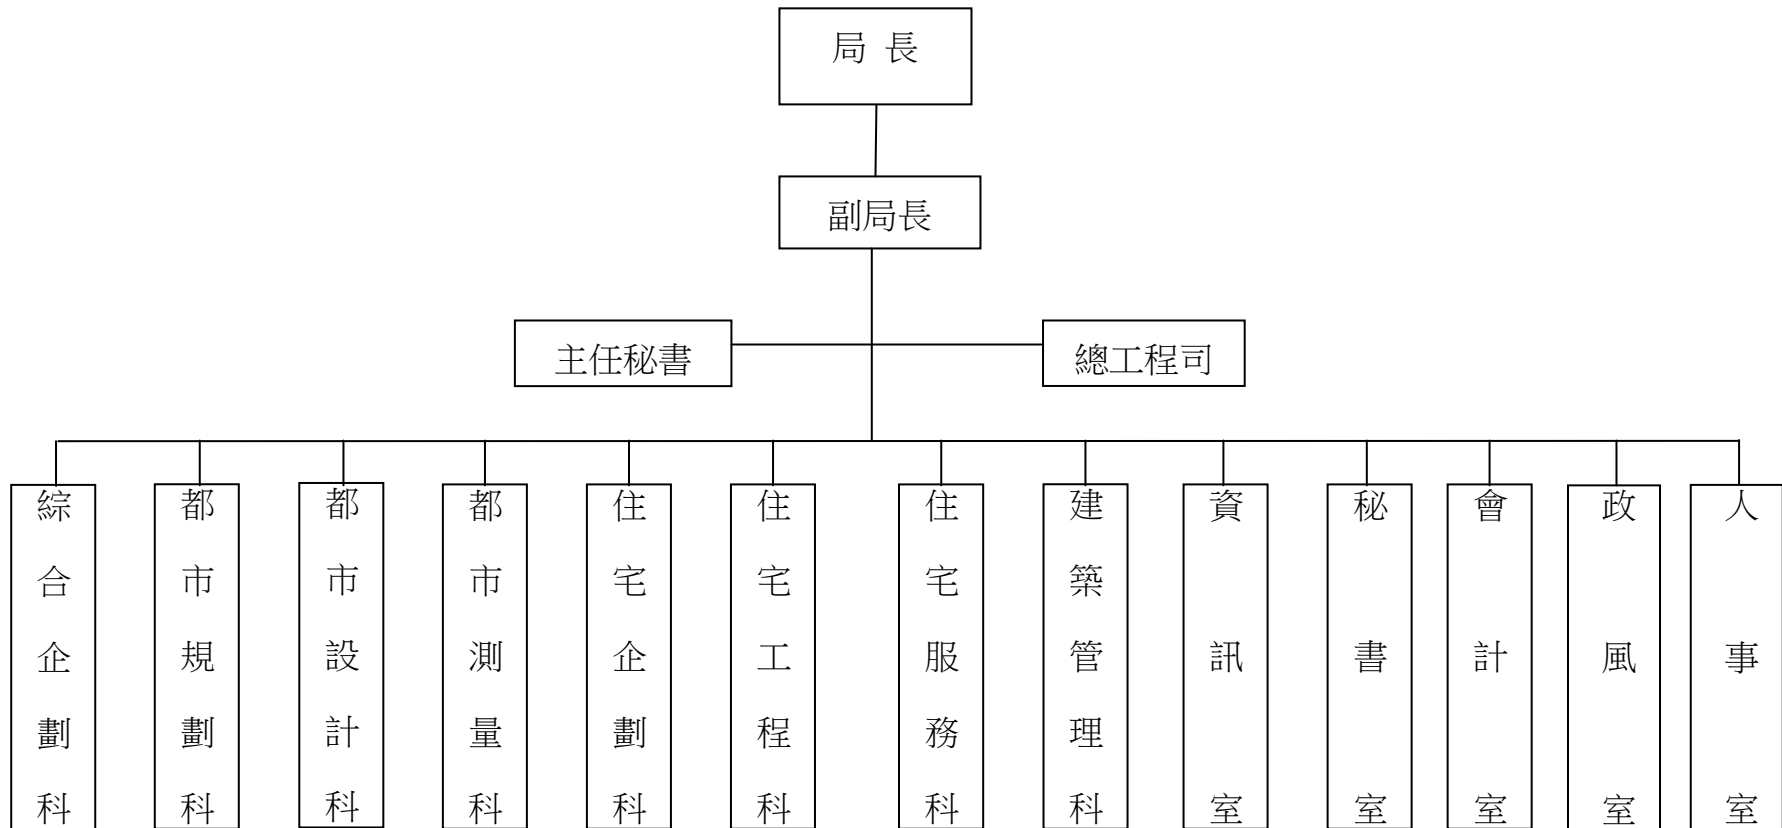 局 長
副局長
主任秘書
總工程司
綜合企劃科
都市規劃科
都市設計科
都市測量科
住宅企劃科
住宅工程科
住宅服務科
建築管理科
資訊室
秘書室
會計室
政風室
人事室